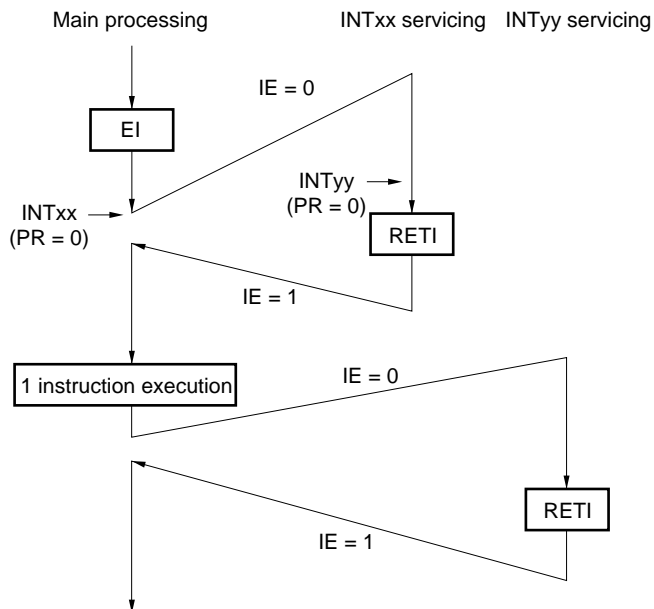 Main processing
INTxx servicing
INTyy servicing
IE = 0
EI
INTyy
(PR = 0)
INTxx
(PR = 0)
RETI
IE = 1
1 instruction execution
IE = 0
RETI
IE = 1